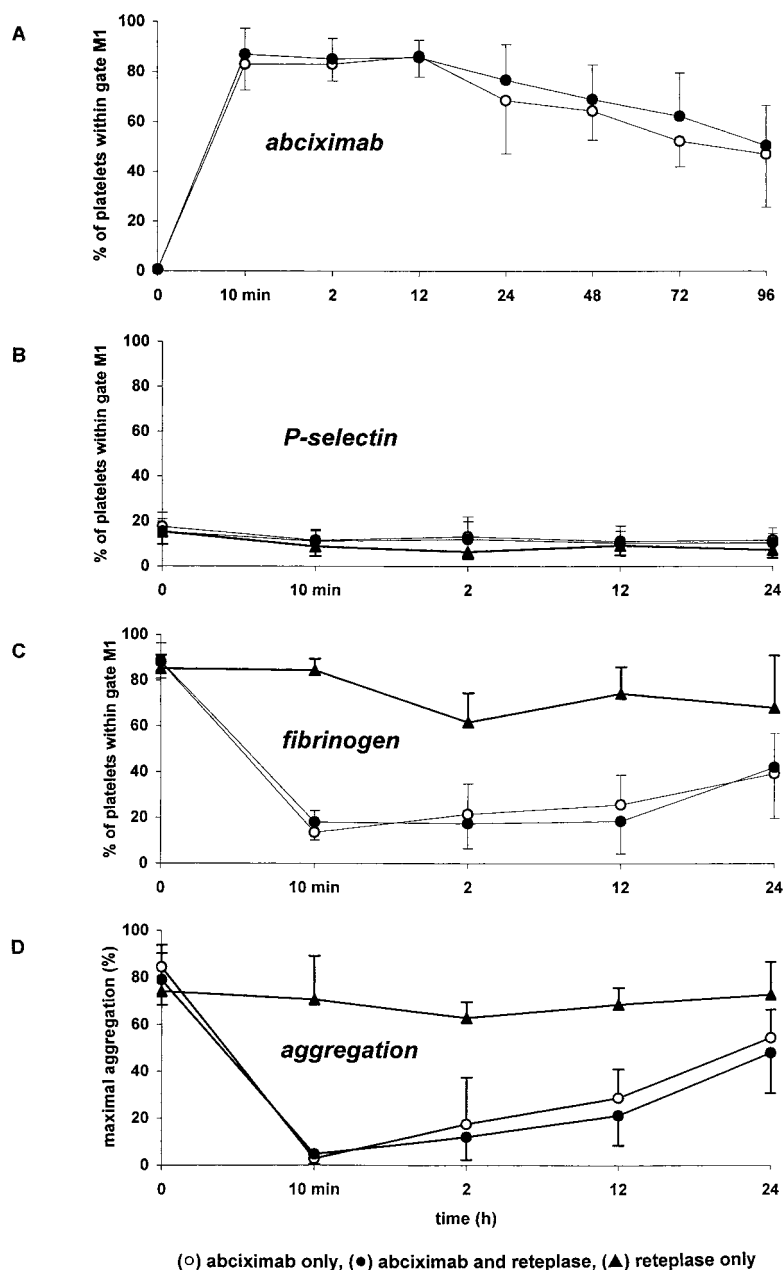 A
% of platelets within gate M1
100
80
60
40
20
0
abciximab
0 10 min 2 12 24 48 72 96
B
% of platelets within gate M1
100
80
60
40
20
0
P-selectin
0 10 min 2 12 24
C
% of platelets within gate M1
100
80
60
40
20
0
fibrinogen
0 10 min 2 12 24
D
maximal aggregation (%)
100
80
60
40
20
0
aggregation
0 10 min 2 12 24
time (h)
(○) abciximab only, (●) abciximab and reteplase, (▲) reteplase only